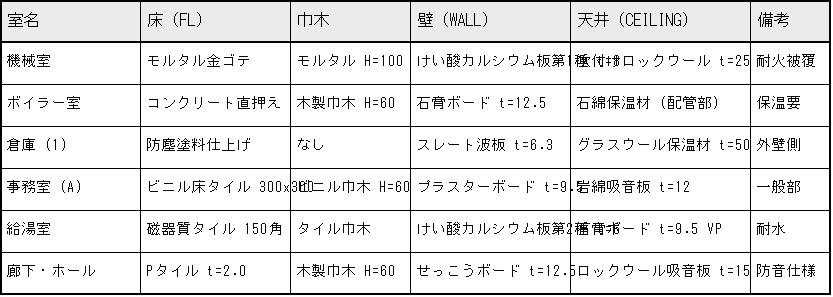 室名 床（FL） 巾木 壁（WALL） 天井（CEILING） 備考
機械室 モルタル金ゴテ モルタル H=100 けい酸カルシウム板第1種 ロックウール t=25 耐火被覆
ボイラー室 コンクリート直押え 木製巾木 H=60 石膏ボード t=12.5 石綿保温材（配管部） 保温要
倉庫（1） 防塵塗料仕上げ なし スレート波板 t=6.3 グラスウール保温材 t=50 外壁側
事務室（A） ビニル床タイル 300x300 ビニル巾木 H=60 プラスターボード t=9.5 岩綿吸音板 t=12 一般部
給湯室 磁器質タイル 150角 タイル巾木 けい酸カルシウム板第2種 石膏ボード t=9.5 VP 耐水
廊下・ホール Pタイル t=2.0 木製巾木 H=60 せっこうボード t=12.5 ロックウール吸音板 t=15 防音仕様